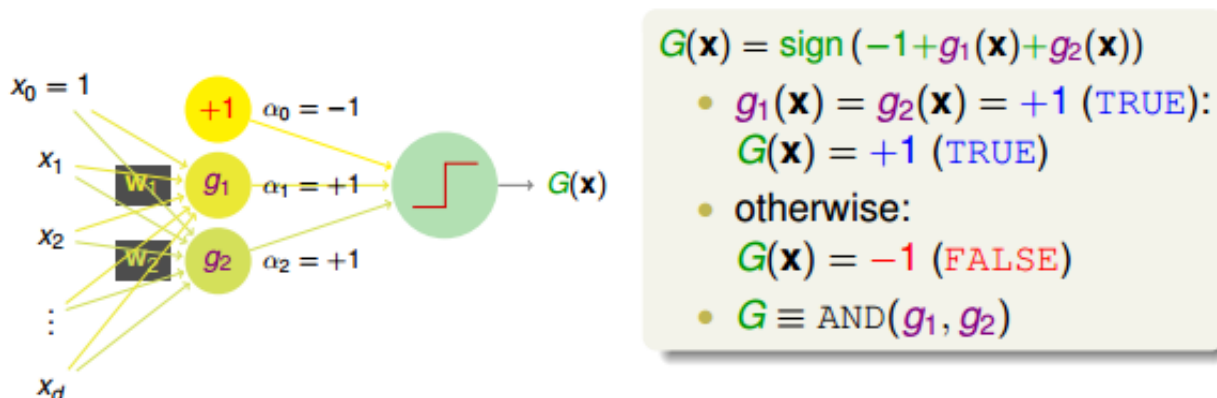 x₀ = 1
+1 α₀ = −1
x₁
w₁ g₁ α₁ = +1
G(x)
x₂
w₂ g₂ α₂ = +1
⋮
x_d
G(x) = sign (−1+g₁(x)+g₂(x))
• g₁(x) = g₂(x) = +1 (TRUE):
G(x) = +1 (TRUE)
• otherwise:
G(x) = −1 (FALSE)
• G ≡ AND(g₁, g₂)